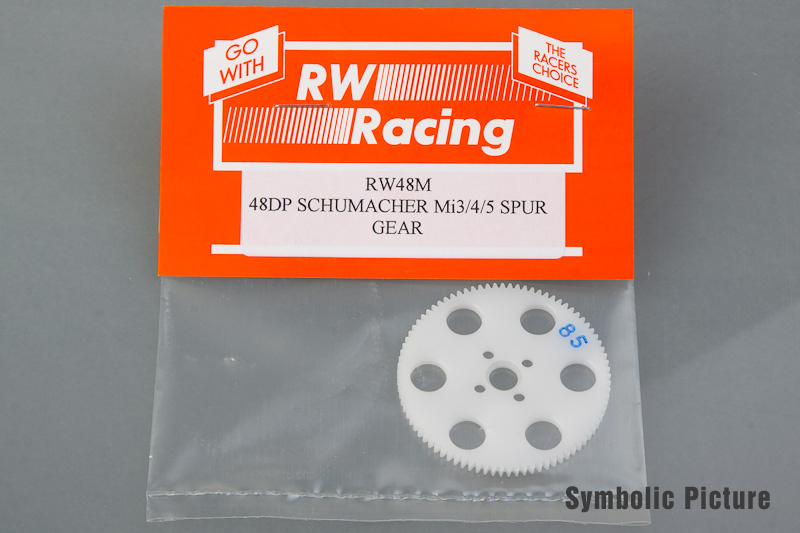 GO
WITH
THE
RACERS
CHOICE
RW
Racing
RW48M
48DP SCHUMACHER Mi3/4/5 SPUR
GEAR
85
Symbolic Picture